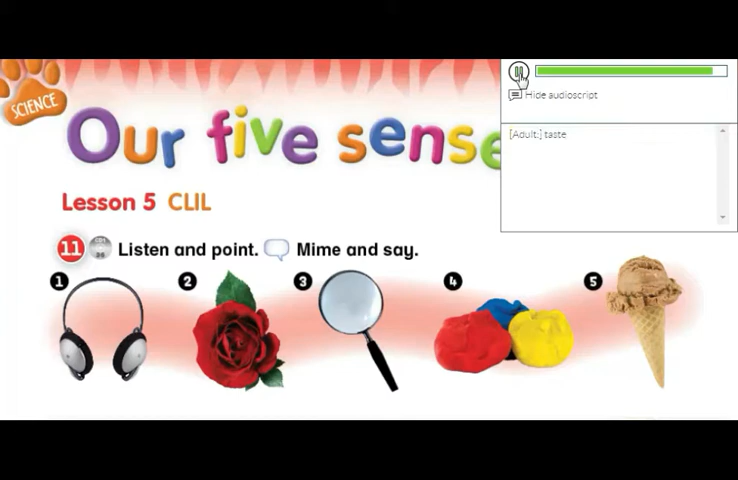 SCIENCE
Hide audioscript
[Adult:] taste
Our five sense
Lesson 5 CLIL
11 Listen and point. Mime and say.
1 2 3 4 5